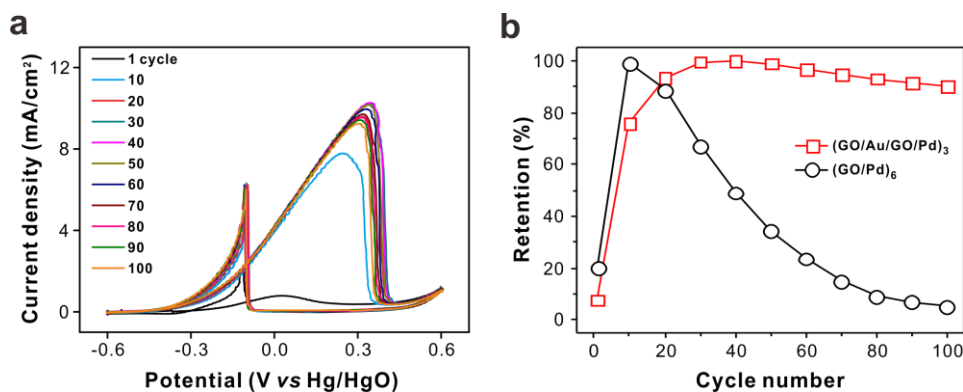 a
Current density (mA/cm²)
12
8
4
0
1 cycle
10
20
30
40
50
60
70
80
90
100
-0.6 -0.3 0.0 0.3 0.6
Potential (V vs Hg/HgO)
b
Retention (%)
100
80
60
40
20
0
(GO/Au/GO/Pd)₃
(GO/Pd)₆
0 20 40 60 80 100
Cycle number